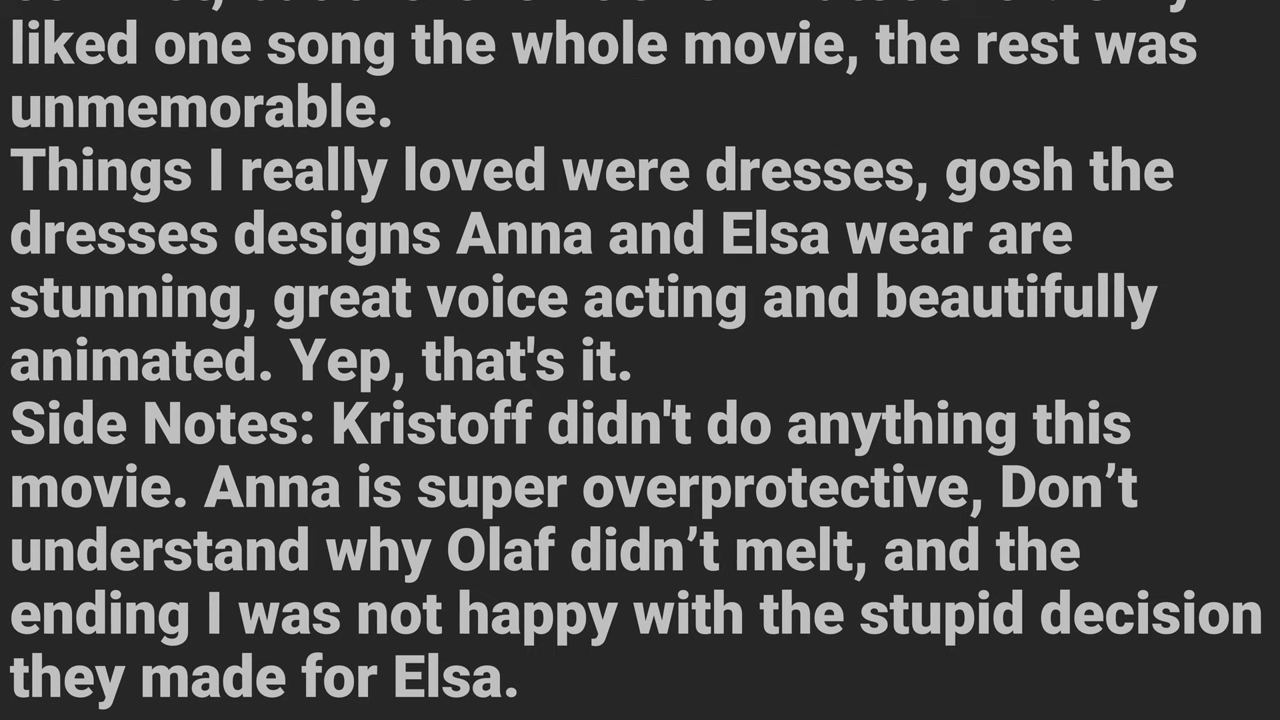 liked one song the whole movie, the rest was
unmemorable.
Things I really loved were dresses, gosh the
dresses designs Anna and Elsa wear are
stunning, great voice acting and beautifully
animated. Yep, that's it.
Side Notes: Kristoff didn't do anything this
movie. Anna is super overprotective, Don’t
understand why Olaf didn’t melt, and the
ending I was not happy with the stupid decision
they made for Elsa.